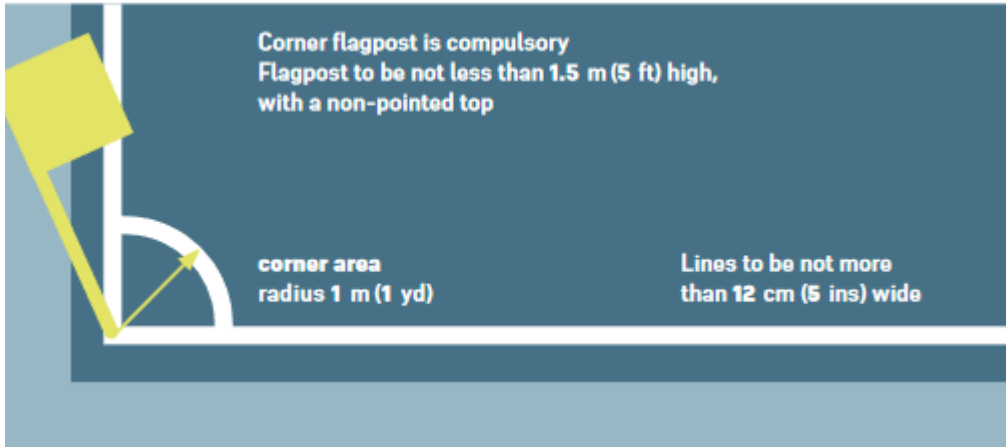 Corner flagpost is compulsory
Flagpost to be not less than 1.5 m (5 ft) high,
with a non-pointed top
corner area
radius 1 m (1 yd)
Lines to be not more
than 12 cm (5 ins) wide